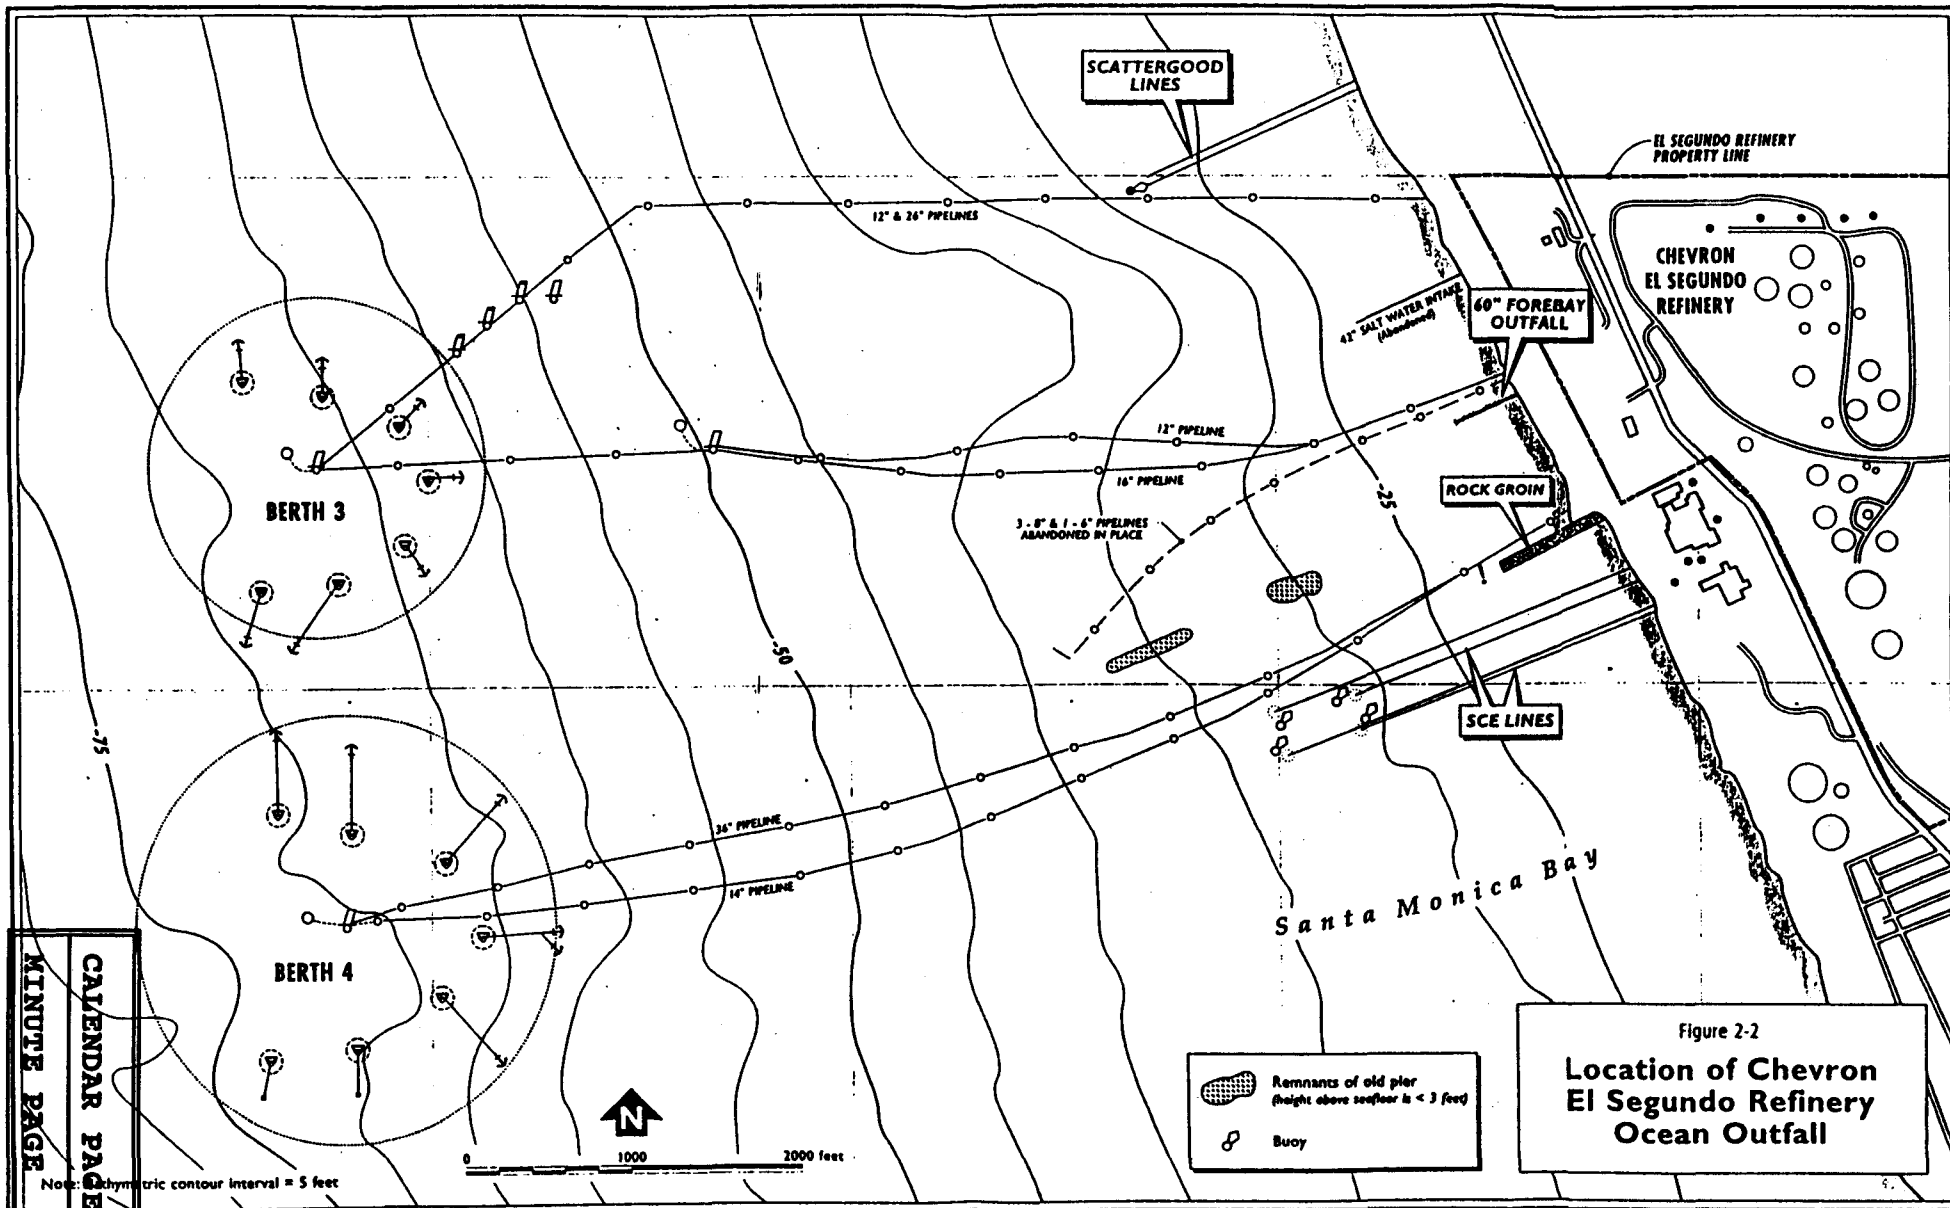 SCATTERGOOD
LINES
EL SEGUNDO REFINERY
PROPERTY LINE
12" & 26" PIPELINES
CHEVRON
EL SEGUNDO
REFINERY
42" SALT WATER INTAKE
(Abandoned)
60" FOREBAY
OUTFALL
12" PIPELINE
16" PIPELINE
-25
ROCK GROIN
BERTH 3
3 - 8" & 1 - 6" PIPELINES
ABANDONED IN PLACE
-50
-75
SCE LINES
36" PIPELINE
14" PIPELINE
Santa Monica Bay
BERTH 4
CALENDAR PAGE
MINUTE PAGE
N
0 1000 2000 feet
Note: Bathymetric contour interval = 5 feet
Remnants of old pier
(height above seafloor is < 3 feet)
Buoy
Figure 2-2
Location of Chevron
El Segundo Refinery
Ocean Outfall